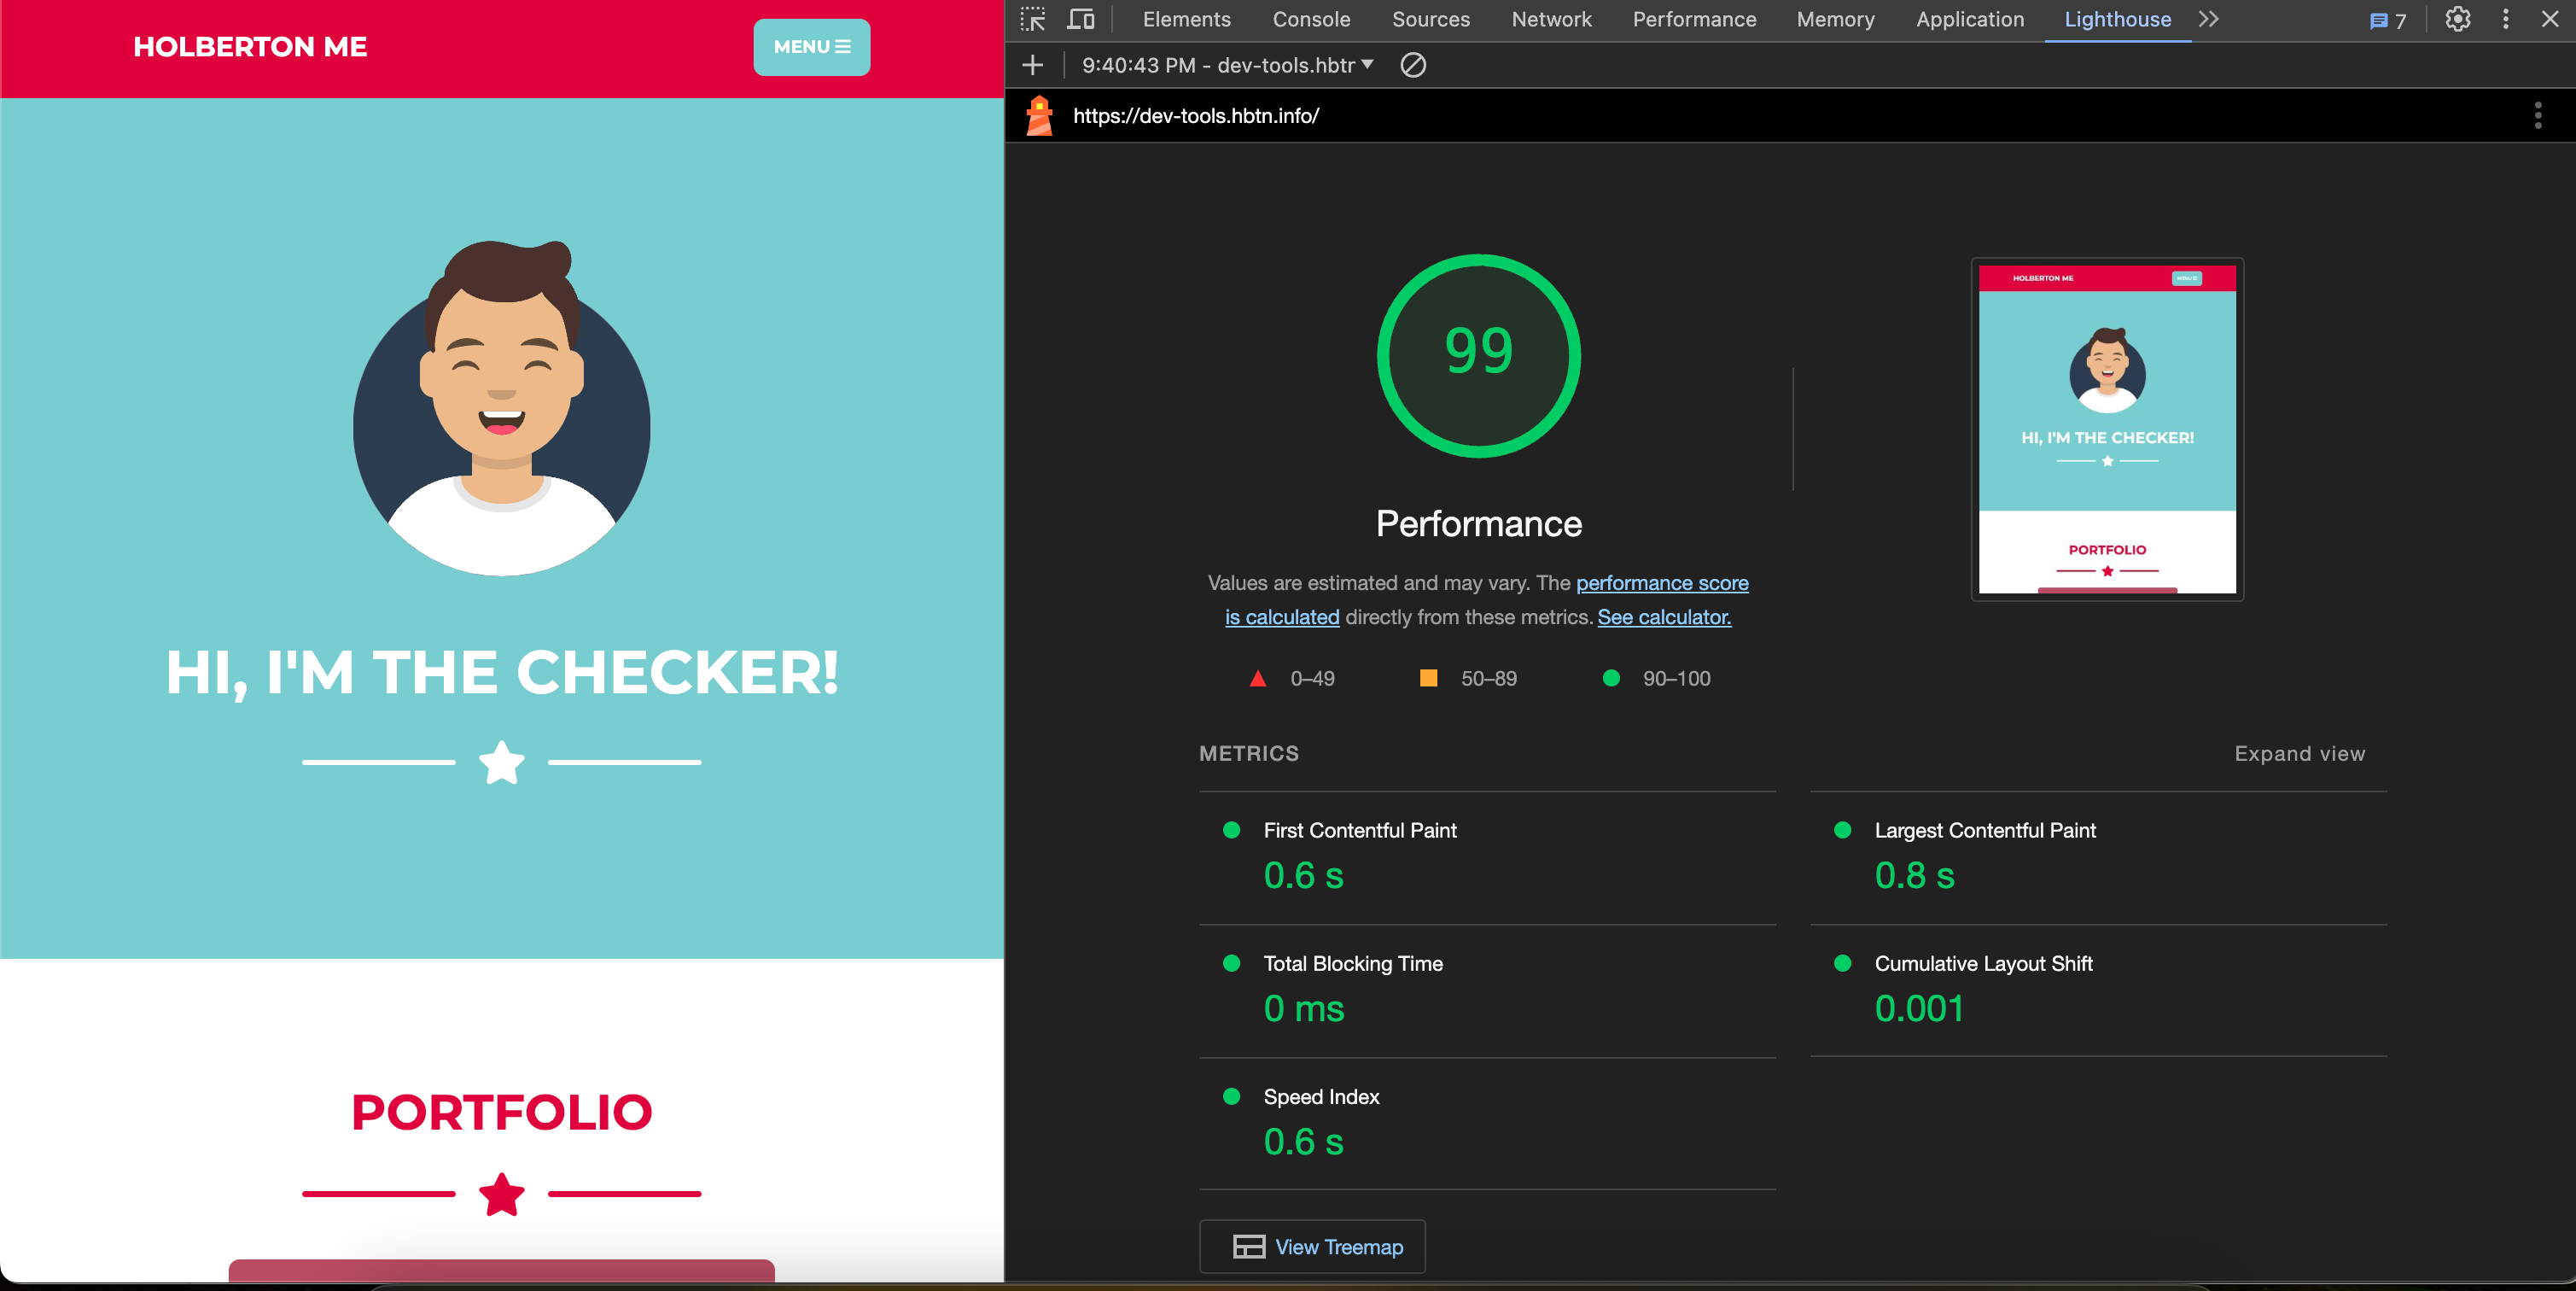 HOLBERTON ME
MENU
HI, I'M THE CHECKER!
PORTFOLIO
Elements Console Sources Network Performance Memory Application Lighthouse 7
9:40:43 PM - dev-tools.hbtr
https://dev-tools.hbtn.info/
99
Performance
Values are estimated and may vary. The performance score
is calculated directly from these metrics. See calculator.
0–49 50–89 90–100
HOLBERTON ME
MENU
HI, I'M THE CHECKER!
PORTFOLIO
METRICS
Expand view
First Contentful Paint
0.6 s
Largest Contentful Paint
0.8 s
Total Blocking Time
0 ms
Cumulative Layout Shift
0.001
Speed Index
0.6 s
View Treemap